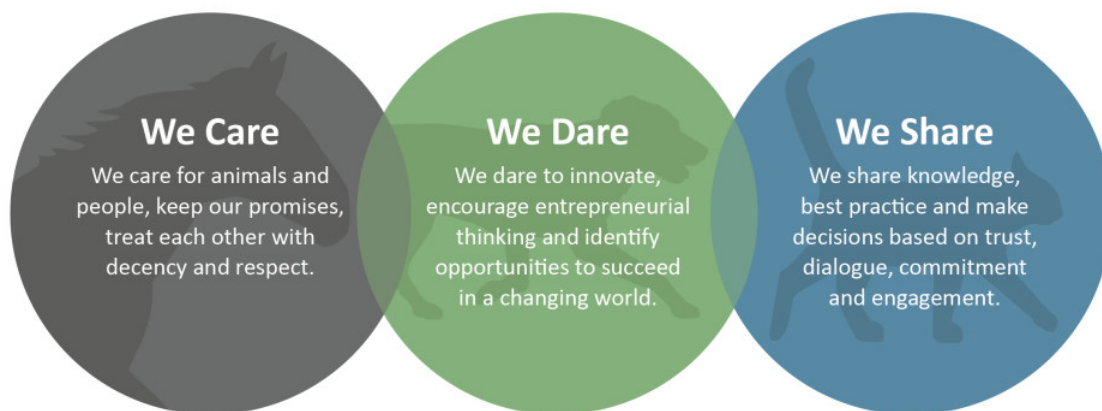 We Care
We care for animals and
people, keep our promises,
treat each other with
decency and respect.
We Dare
We dare to innovate,
encourage entrepreneurial
thinking and identify
opportunities to succeed
in a changing world.
We Share
We share knowledge,
best practice and make
decisions based on trust,
dialogue, commitment
and engagement.